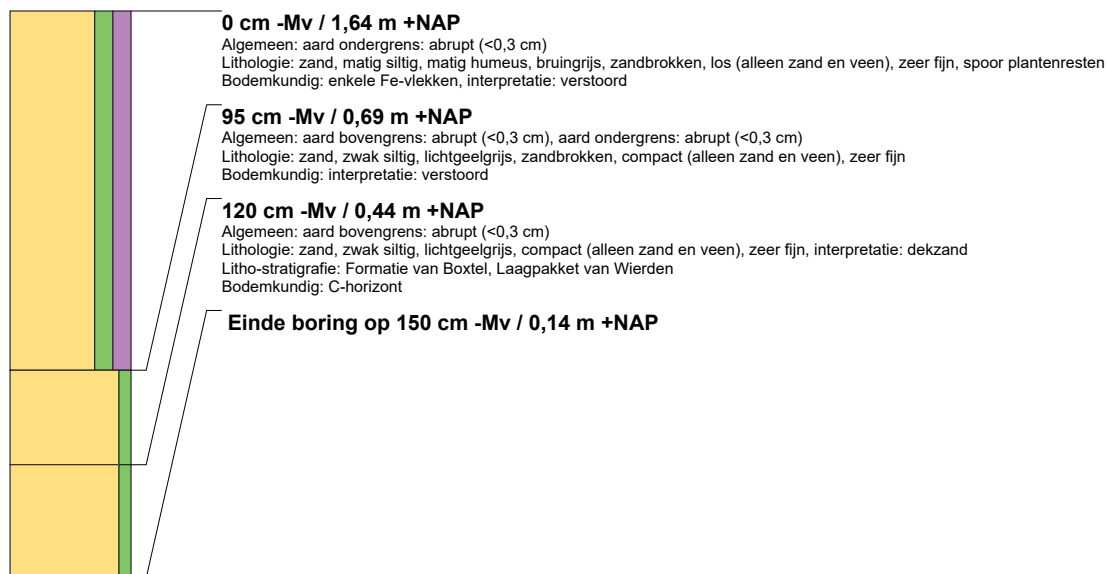 0 cm -Mv / 1,64 m +NAP
Algemeen: aard ondergrens: abrupt (<0,3 cm)
Lithologie: zand, matig siltig, matig humeus, bruingrijs, zandbrokken, los (alleen zand en veen), zeer fijn, spoor plantenresten
Bodemkundig: enkele Fe-vlekken, interpretatie: verstoord
95 cm -Mv / 0,69 m +NAP
Algemeen: aard bovengrens: abrupt (<0,3 cm), aard ondergrens: abrupt (<0,3 cm)
Lithologie: zand, zwak siltig, lichtgeelgrijs, zandbrokken, compact (alleen zand en veen), zeer fijn
Bodemkundig: interpretatie: verstoord
120 cm -Mv / 0,44 m +NAP
Algemeen: aard bovengrens: abrupt (<0,3 cm)
Lithologie: zand, zwak siltig, lichtgeelgrijs, compact (alleen zand en veen), zeer fijn, interpretatie: dekzand
Litho-stratigrafie: Formatie van Boxtel, Laagpakket van Wierden
Bodemkundig: C-horizont
Einde boring op 150 cm -Mv / 0,14 m +NAP